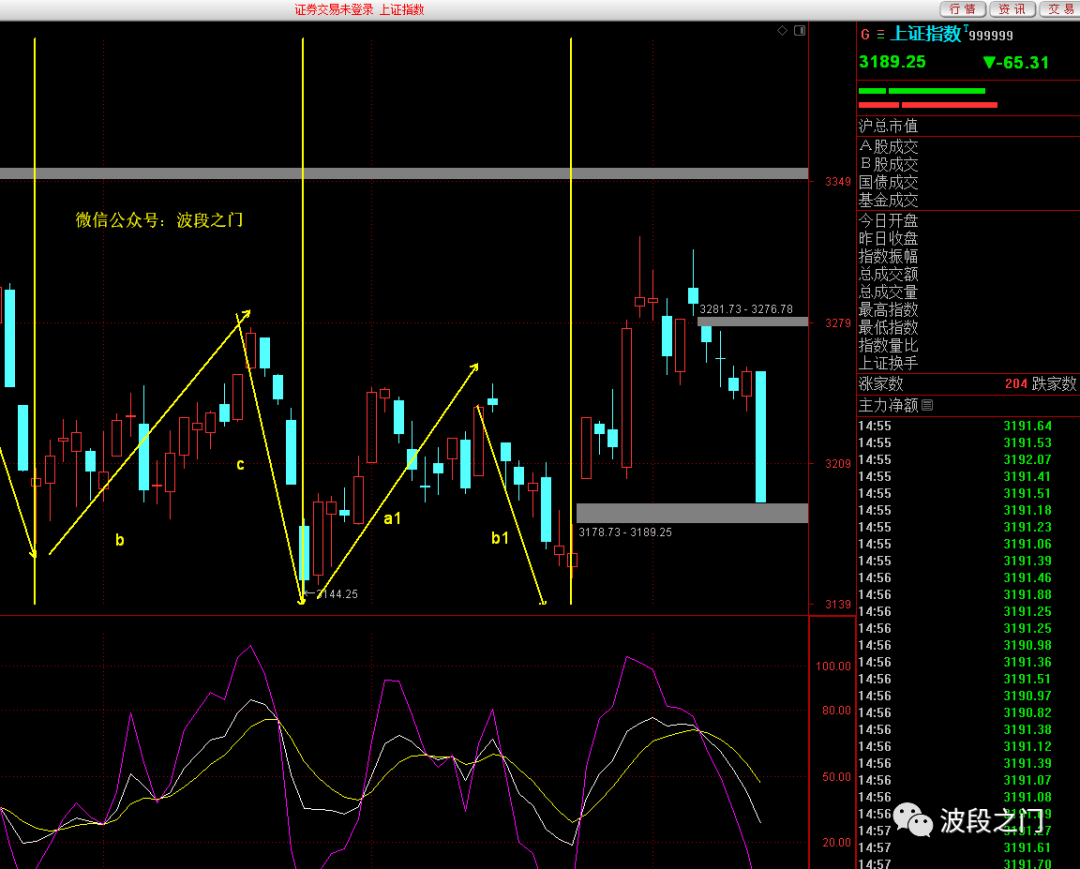 证券交易未登录 上证指数
行情 资讯 交易
G 上证指数 999999
3189.25 ▼-65.31
沪总市值
A股成交
B股成交
国债成交
基金成交
今日开盘
昨日收盘
指数振幅
总成交额
总成交量
最高指数
最低指数
指数量比
上证换手
涨家数 204 跌家数
主力净额
14:55 3191.64
14:55 3191.53
14:55 3192.07
14:55 3191.41
14:55 3191.51
14:55 3191.18
14:55 3191.23
14:55 3191.06
14:55 3191.39
14:56 3191.46
14:56 3191.88
14:56 3191.25
14:56 3191.25
14:56 3190.98
14:56 3191.36
14:56 3191.51
14:56 3190.97
14:56 3190.82
14:56 3191.38
14:56 3191.12
14:56 3191.39
14:56 3191.07
14:56 3191.08
14:56
14:57
14:57 3191.61
14:57 3191.70
微信公众号：波段之门
3349
3279
3209
3139
3281.73-3276.78
3178.73-3189.25
3144.25
b
c
a1
b1
100.00
80.00
50.00
20.00
波段之门